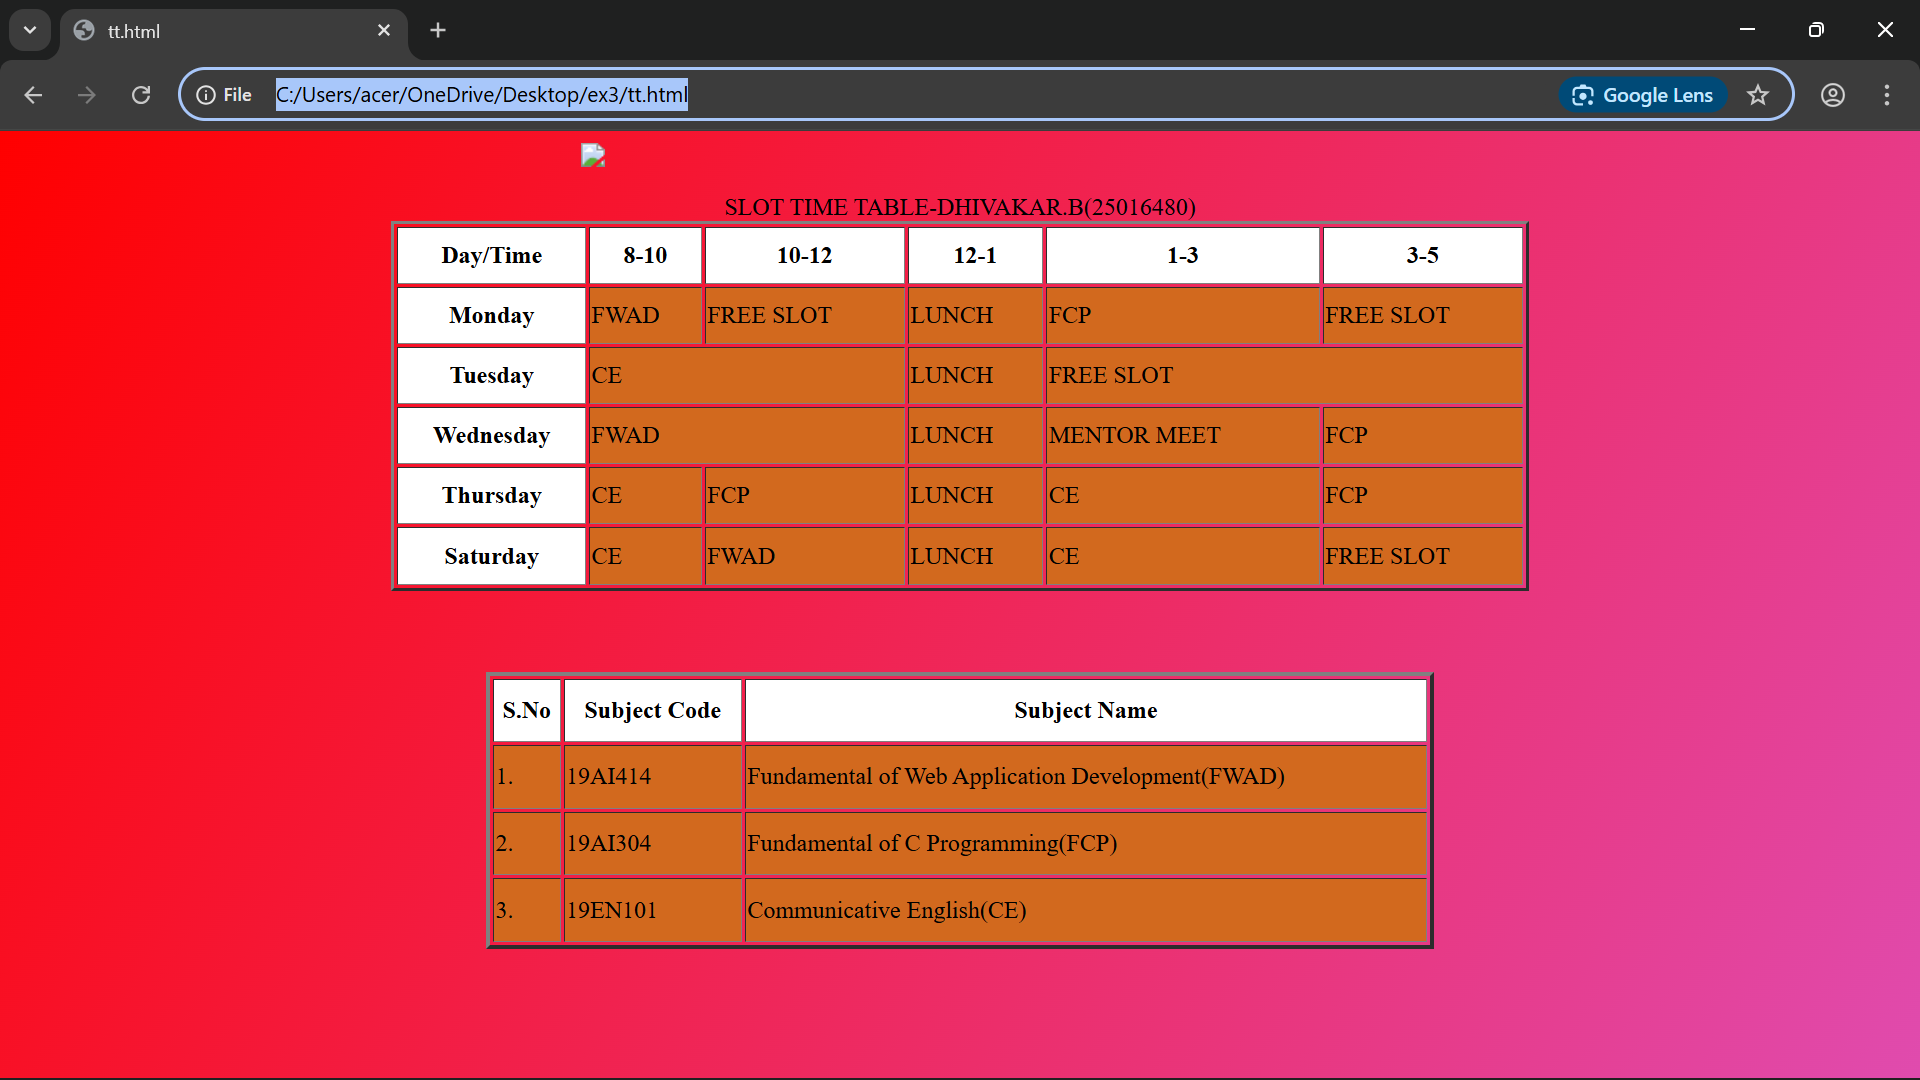 tt.html
File C:/Users/acer/OneDrive/Desktop/ex3/tt.html Google Lens
SLOT TIME TABLE-DHIVAKAR.B(25016480)
Day/Time 8-10 10-12 12-1 1-3 3-5
Monday FWAD FREE SLOT LUNCH FCP FREE SLOT
Tuesday CE LUNCH FREE SLOT
Wednesday FWAD LUNCH MENTOR MEET FCP
Thursday CE FCP LUNCH CE FCP
Saturday CE FWAD LUNCH CE FREE SLOT
S.No Subject Code Subject Name
1. 19AI414 Fundamental of Web Application Development(FWAD)
2. 19AI304 Fundamental of C Programming(FCP)
3. 19EN101 Communicative English(CE)